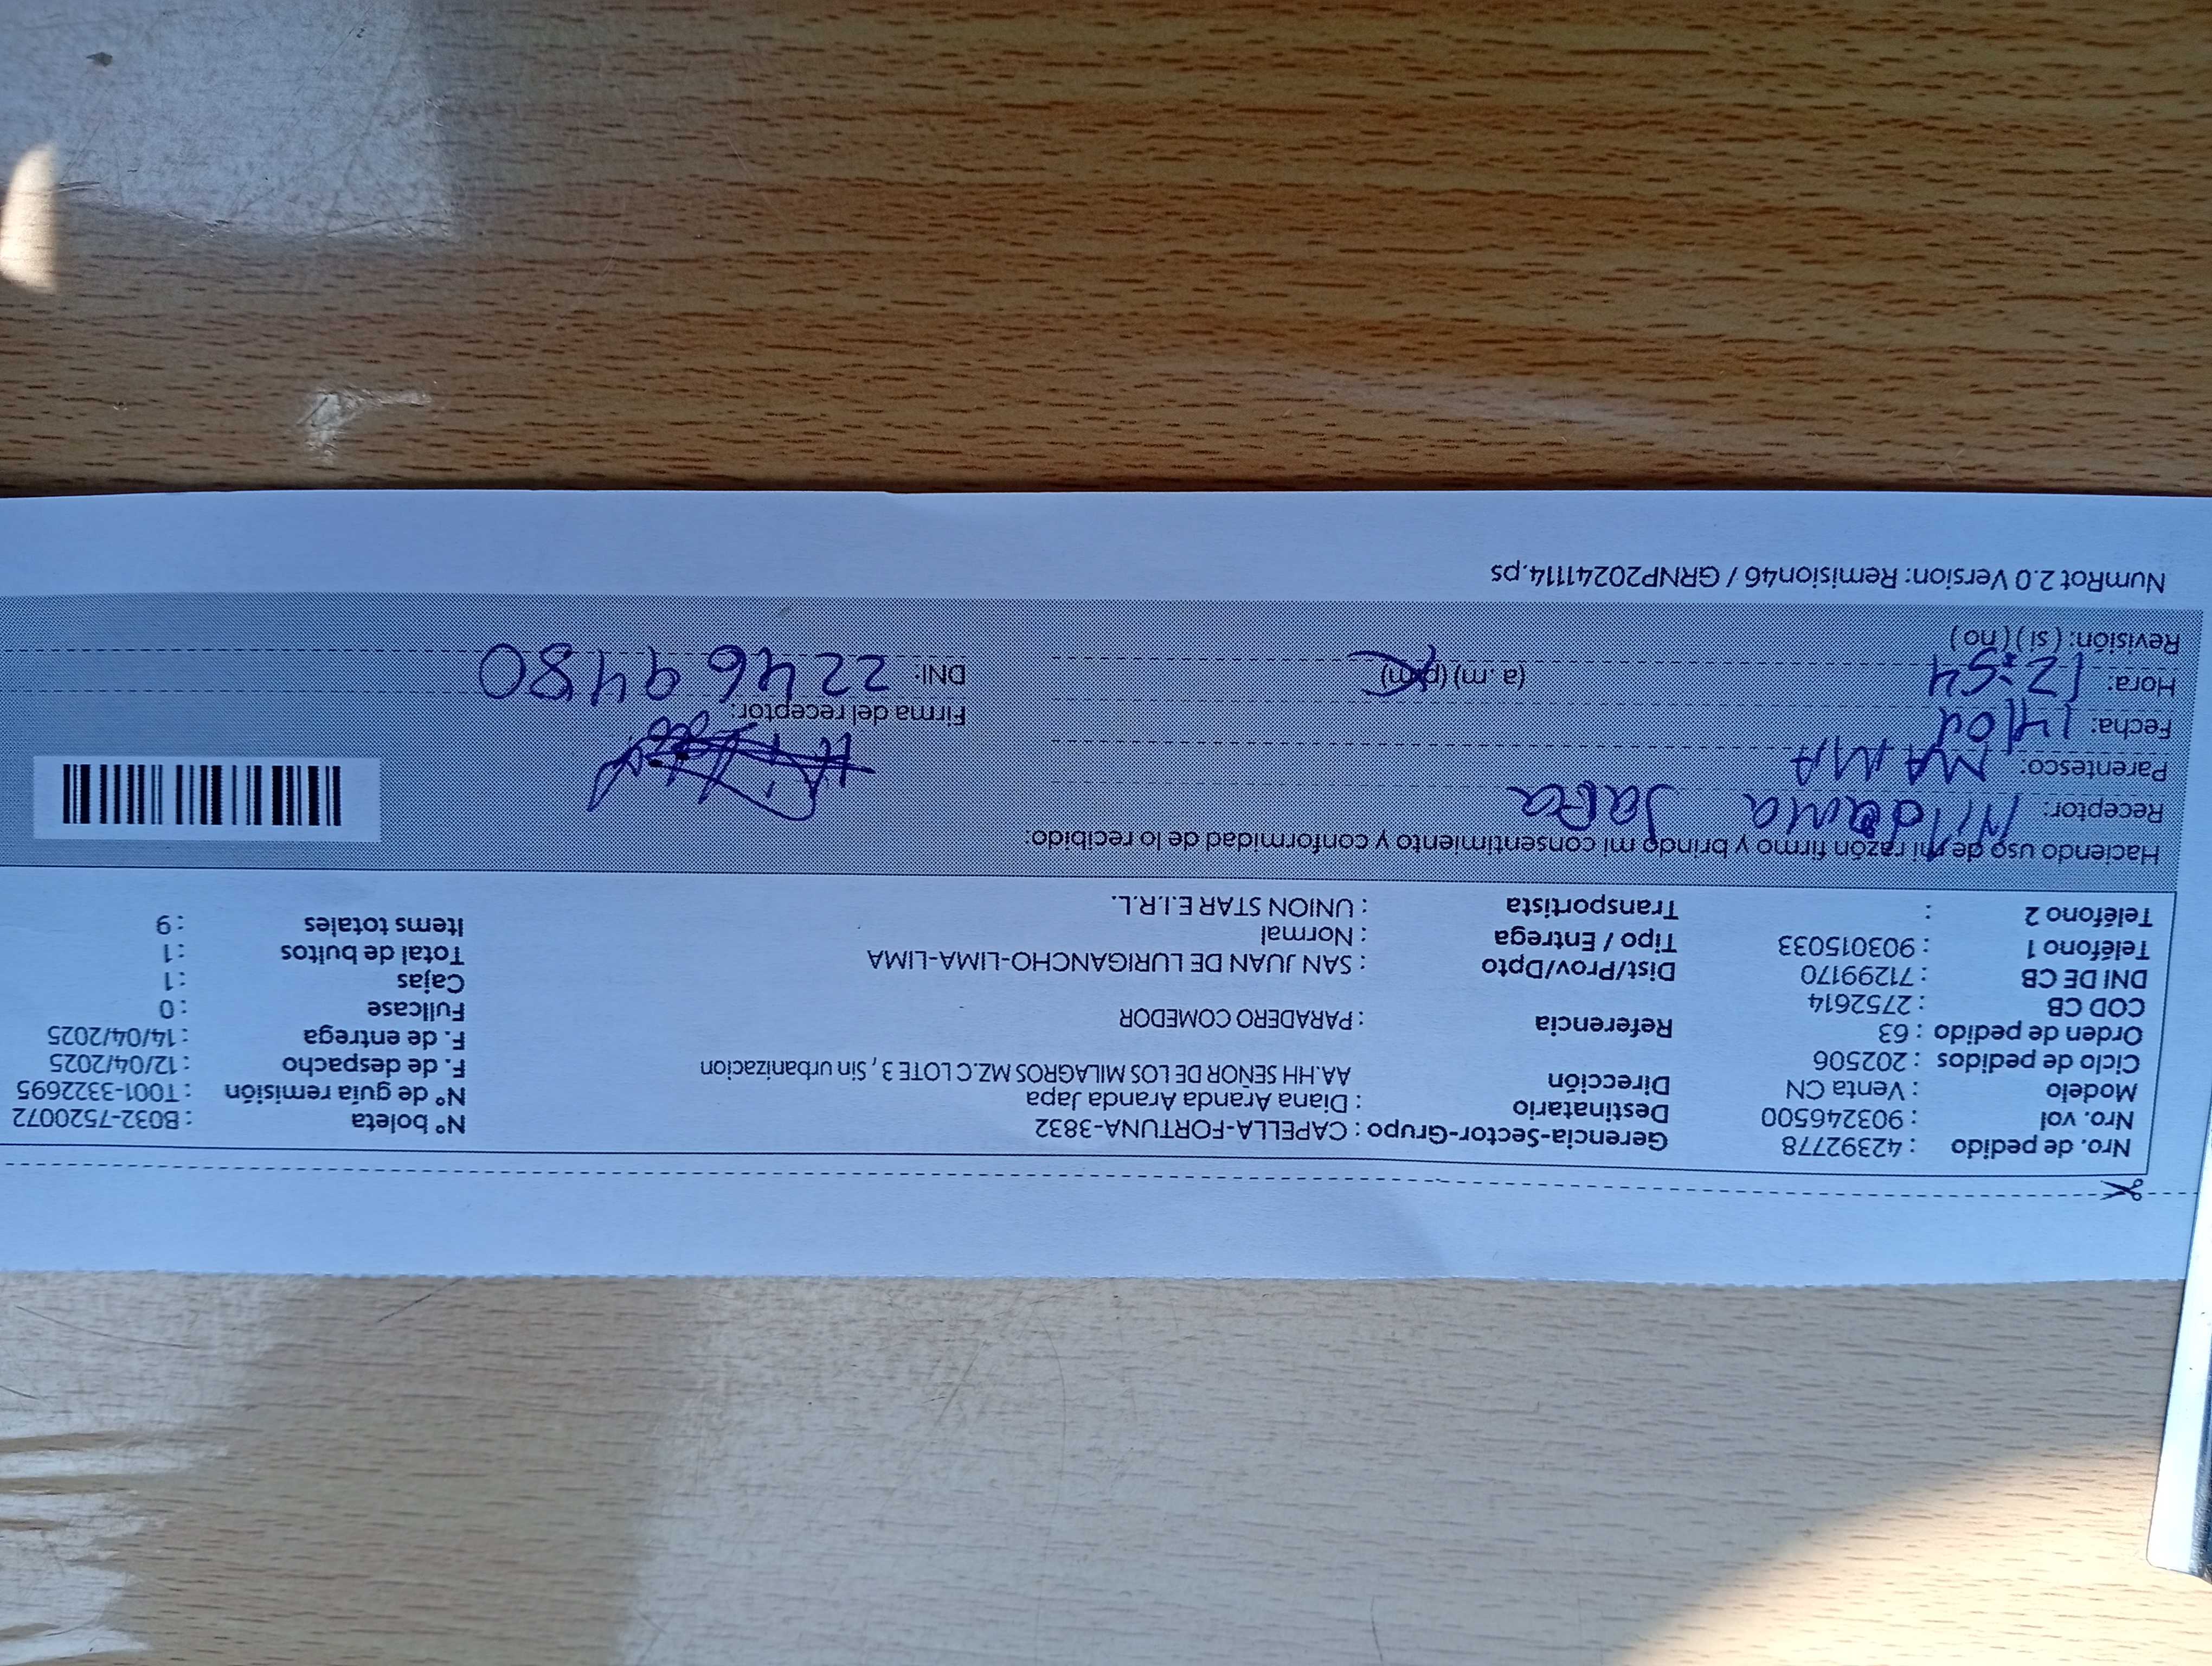 Nro. de pedido : 42392778 Gerencia-Sector-Grupo : CAPELLA-FORTUNA-3832 N° boleta : B032-7520072
Nro. vol : 903246500 Destinatario : Diana Aranda Aranda Japa N° de guía remisión : T001-3322695
Modelo : Venta CN Dirección AA.HH SEÑOR DE LOS MILAGROS MZ.C LOTE 3 , Sin urbanizacion F. de despacho : 12/04/2025
Ciclo de pedidos : 202506 F. de entrega : 14/04/2025
Orden de pedido : 63 Referencia : PARADERO COMEDOR Fullcase : 0
COD CB : 2752614 Cajas : 1
DNI DE CB : 71299170 Dist/Prov/Dpto : SAN JUAN DE LURIGANCHO-LIMA-LIMA Total de bultos : 1
Teléfono 1 : 903015033 Tipo / Entrega : Normal Items totales : 9
Teléfono 2 : Transportista : UNION STAR E.I.R.L.
Haciendo uso de mi razón firmo y brindo mi consentimiento y conformidad de lo recibido:
Receptor:
Parentesco: MAMA
Fecha: 14/04 Firma del receptor:
Hora: 12:54 (a.m) (p.m) DNI: 22469480
Revisión: (si) (no)
NumRot 2.0 Version: Remision46 / GRNP20241114.ps